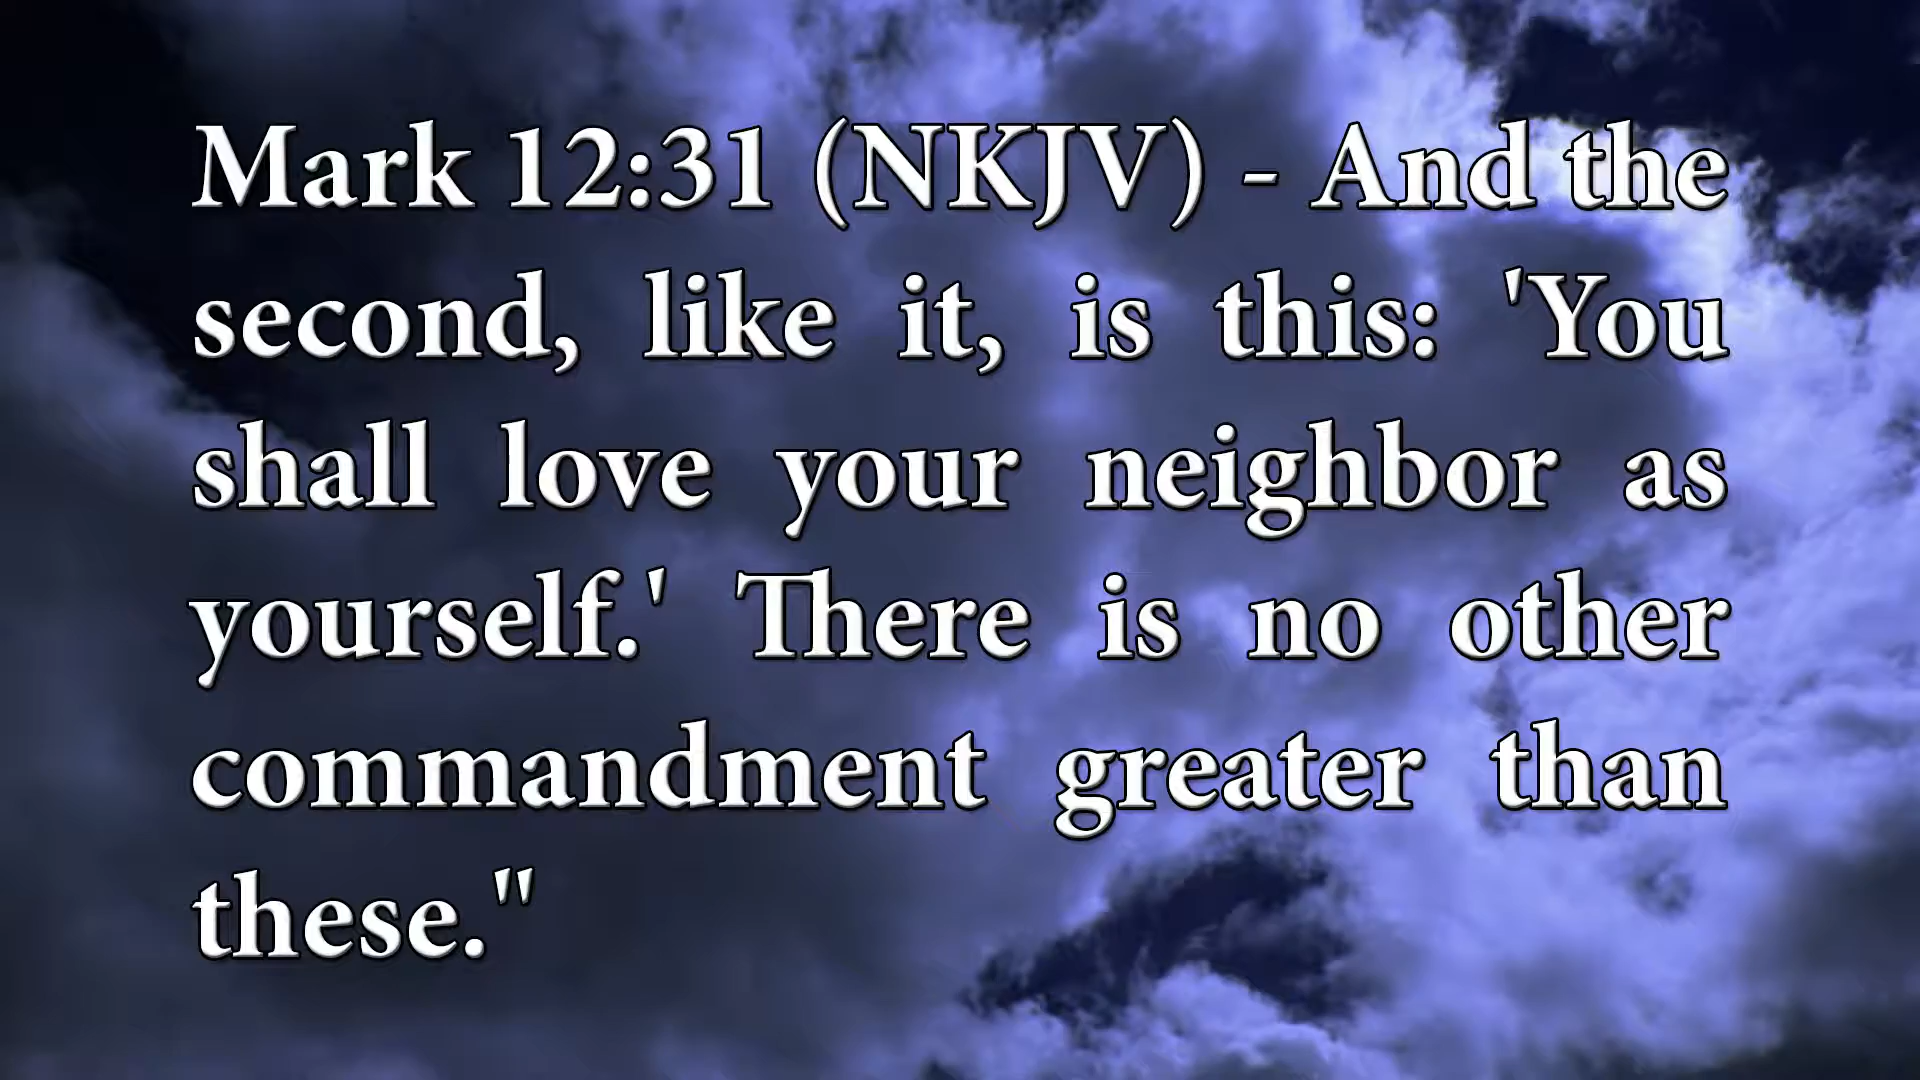 Mark 12:31 (NKJV) - And the
second, like it, is this: 'You
shall love your neighbor as
yourself.' There is no other
commandment greater than
these."